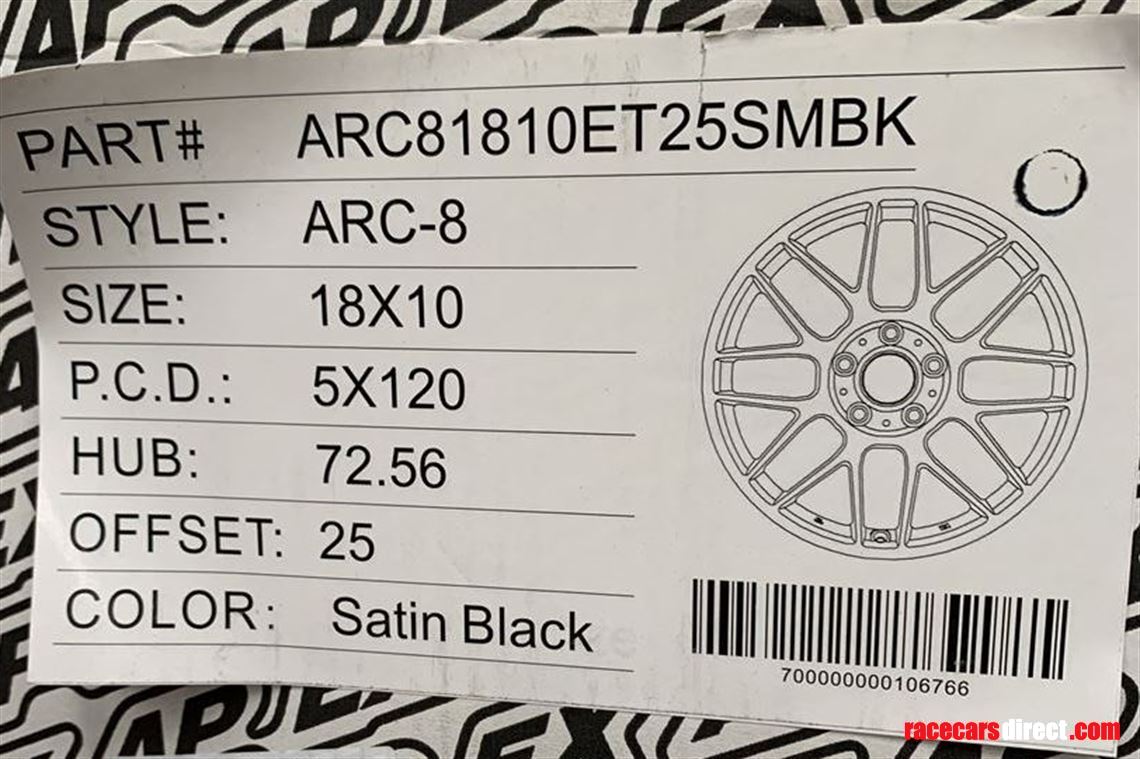 PART# ARC81810ET25SMBK
STYLE: ARC-8
SIZE: 18X10
P.C.D.: 5X120
HUB: 72.56
OFFSET: 25
COLOR: Satin Black
700000000106766
racecarsdirect.com